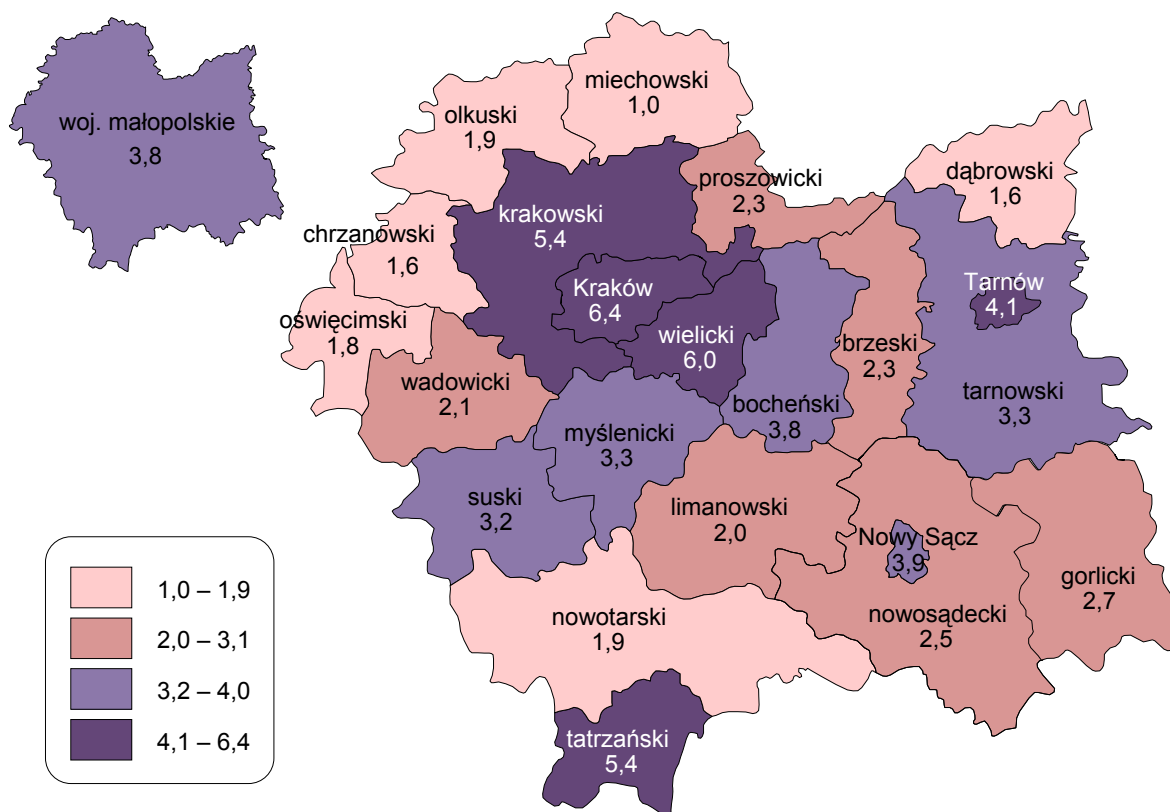 woj. małopolskie
3,8
miechowski
1,0
olkuski
1,9
proszowicki
2,3
dąbrowski
1,6
krakowski
5,4
chrzanowski
1,6
Kraków
6,4
Tarnów
4,1
oświęcimski
1,8
wielicki
6,0
brzeski
2,3
wadowicki
2,1
tarnowski
3,3
bocheński
3,8
myślenicki
3,3
suski
3,2
limanowski
2,0
Nowy Sącz
3,9
gorlicki
2,7
nowosądecki
2,5
nowotarski
1,9
tatrzański
5,4
1,0 – 1,9
2,0 – 3,1
3,2 – 4,0
4,1 – 6,4